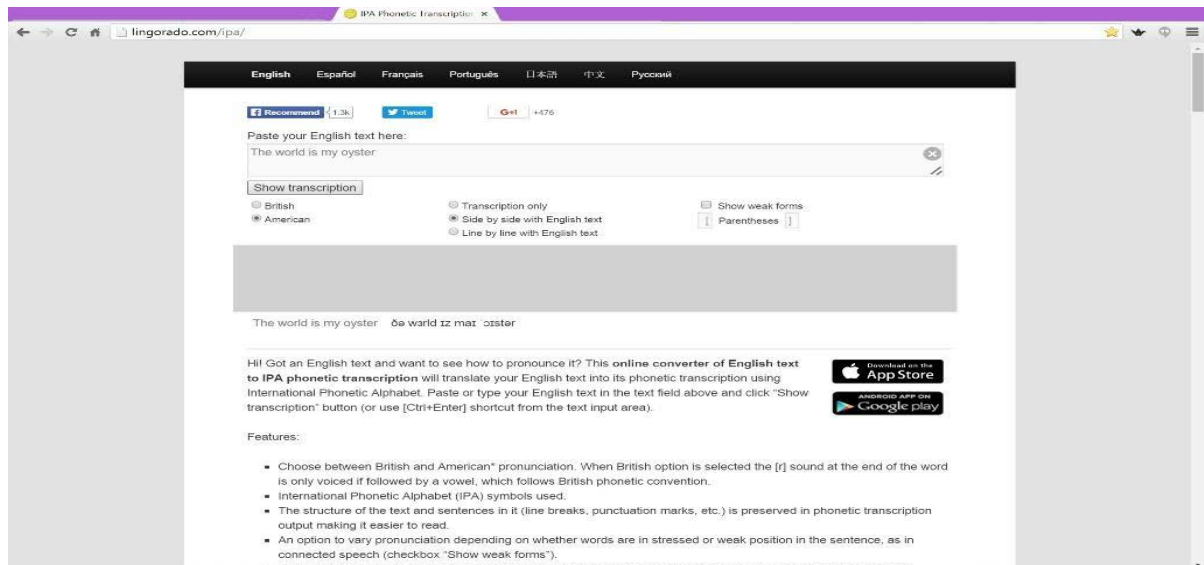 IPA Phonetic Transcription ×
lingorado.com/ipa/
English Español Français Português 日本語 中文 Русский
Recommend 1.3k Tweet G+1 +476
Paste your English text here:
The world is my oyster
Show transcription
British Transcription only Show weak forms
American Side by side with English text [ Parentheses ]
Line by line with English text
The world is my oyster ðə wɜrld ɪz maɪ ˈɔɪstər
Hi! Got an English text and want to see how to pronounce it? This online converter of English text
to IPA phonetic transcription will translate your English text into its phonetic transcription using
International Phonetic Alphabet. Paste or type your English text in the text field above and click “Show
transcription” button (or use [Ctrl+Enter] shortcut from the text input area).
Download on the
App Store
ANDROID APP ON
Google play
Features:
Choose between British and American* pronunciation. When British option is selected the [r] sound at the end of the word
is only voiced if followed by a vowel, which follows British phonetic convention.
International Phonetic Alphabet (IPA) symbols used.
The structure of the text and sentences in it (line breaks, punctuation marks, etc.) is preserved in phonetic transcription
output making it easier to read.
An option to vary pronunciation depending on whether words are in stressed or weak position in the sentence, as in
connected speech (checkbox “Show weak forms”).